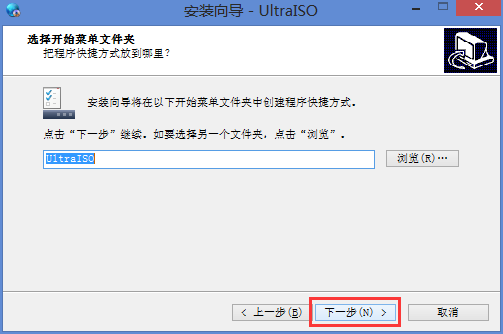 安装向导 - UltraISO
选择开始菜单文件夹
把程序快捷方式放到哪里?
安装向导将在以下开始菜单文件夹中创建程序快捷方式.
点击“下一步”继续. 如要选择另一个文件夹, 点击“浏览”.
UltraISO
浏览(R)...
< 上一步(B)
下一步(N) >
取消